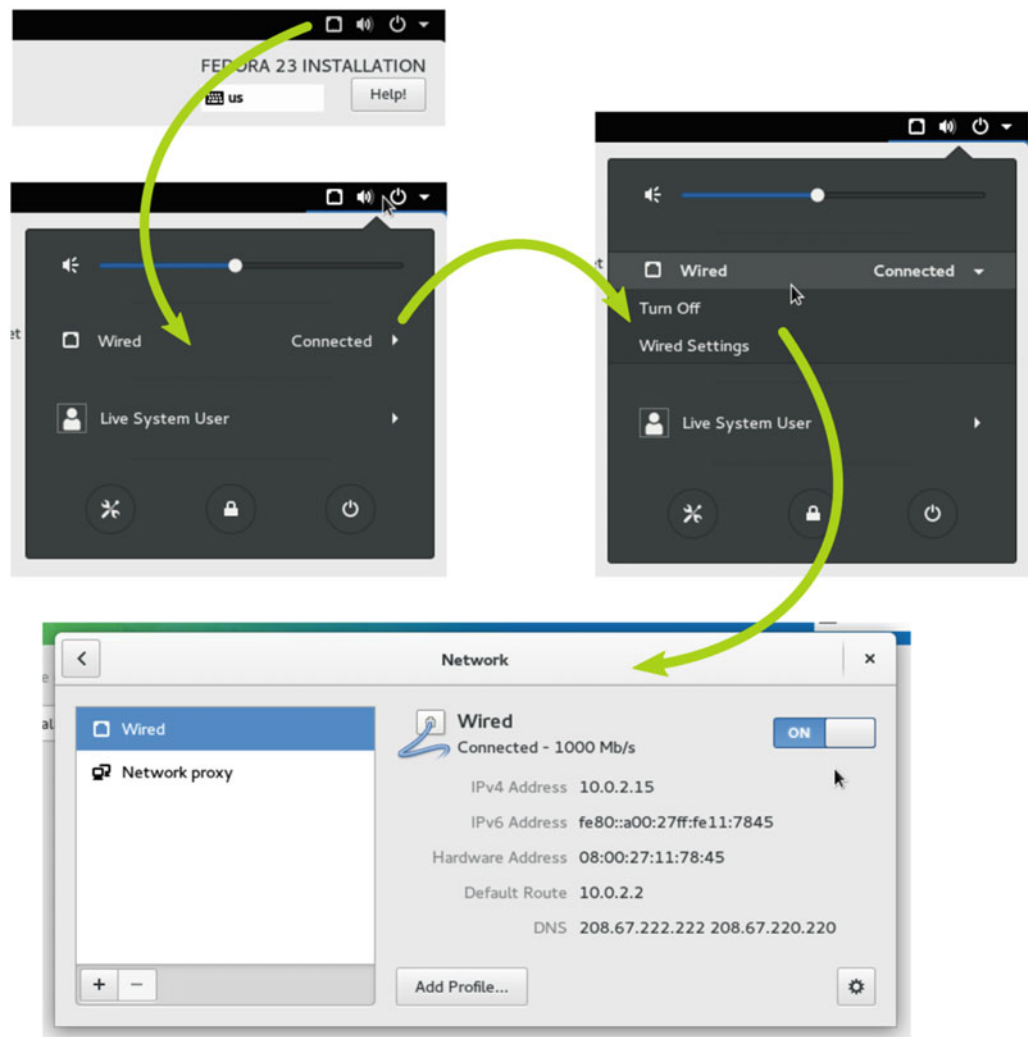 FEDORA 23 INSTALLATION
us
Help!
et
Wired
Connected
Live System User
et
Wired
Connected
Turn Off
Wired Settings
Live System User
e
al
Network
Wired
Network proxy
Wired
Connected - 1000 Mb/s
ON
IPv4 Address 10.0.2.15
IPv6 Address fe80::a00:27ff:fe11:7845
Hardware Address 08:00:27:11:78:45
Default Route 10.0.2.2
DNS 208.67.222.222 208.67.220.220
Add Profile...